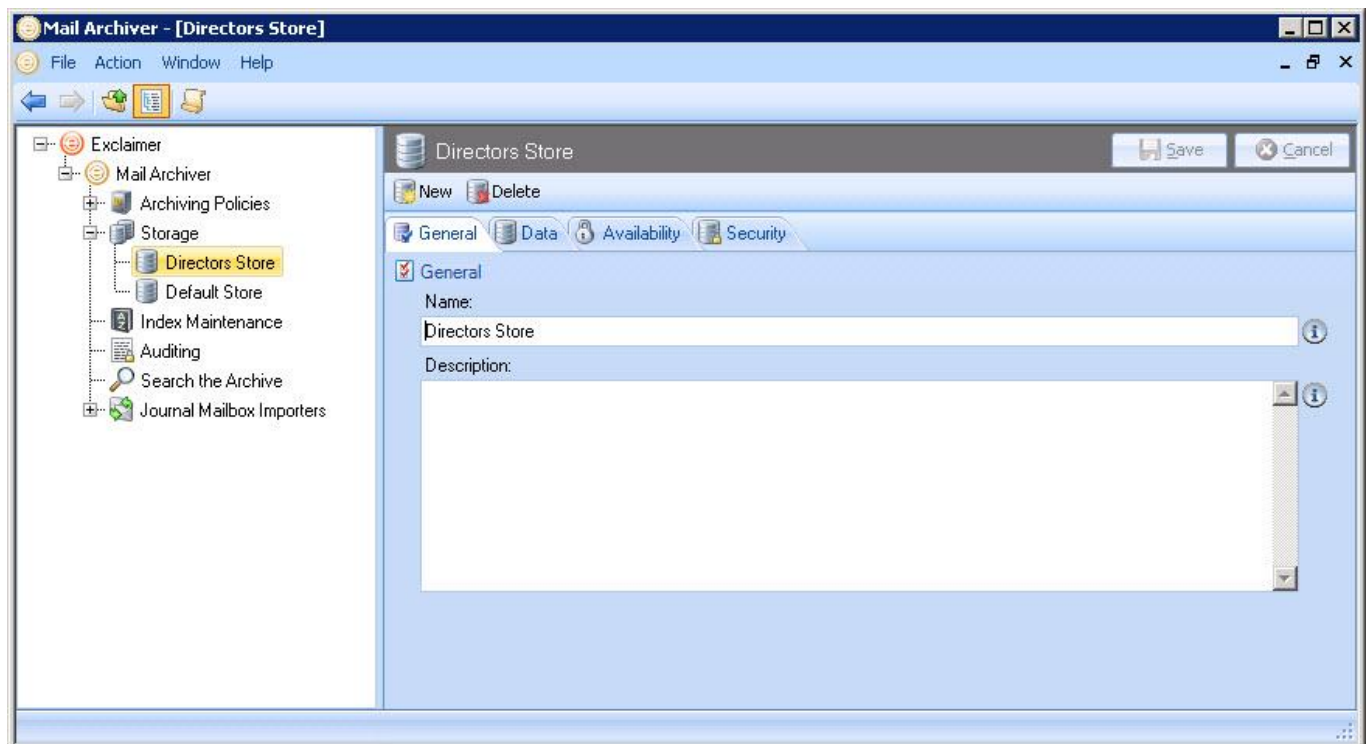 Mail Archiver - [Directors Store]
File Action Window Help
Exclaimer
Mail Archiver
Archiving Policies
Storage
Directors Store
Default Store
Index Maintenance
Auditing
Search the Archive
Journal Mailbox Importers
Directors Store
Save Cancel
New Delete
General Data Availability Security
General
Name:
Directors Store
Description: